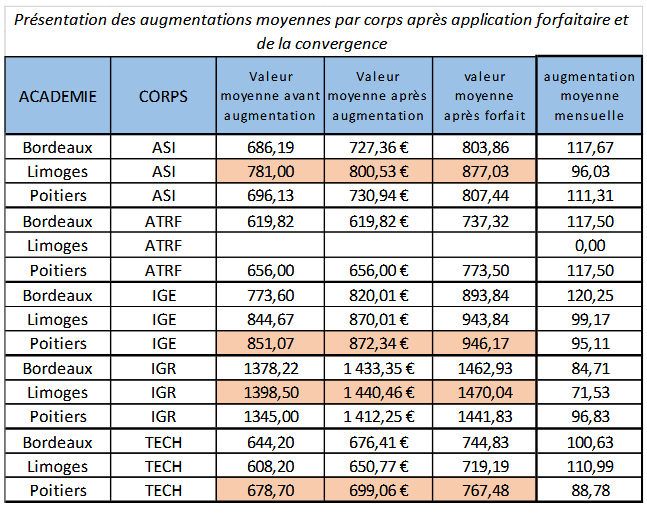 Présentation des augmentations moyennes par corps après application forfaitaire et
de la convergence
ACADEMIE CORPS Valeur moyenne avant augmentation Valeur moyenne après augmentation valeur moyenne après forfait augmentation moyenne mensuelle
Bordeaux ASI 686,19 727,36 € 803,86 117,67
Limoges ASI 781,00 800,53 € 877,03 96,03
Poitiers ASI 696,13 730,94 € 807,44 111,31
Bordeaux ATRF 619,82 619,82 € 737,32 117,50
Limoges ATRF 0,00
Poitiers ATRF 656,00 656,00 € 773,50 117,50
Bordeaux IGE 773,60 820,01 € 893,84 120,25
Limoges IGE 844,67 870,01 € 943,84 99,17
Poitiers IGE 851,07 872,34 € 946,17 95,11
Bordeaux IGR 1378,22 1 433,35 € 1462,93 84,71
Limoges IGR 1398,50 1 440,46 € 1470,04 71,53
Poitiers IGR 1345,00 1 412,25 € 1441,83 96,83
Bordeaux TECH 644,20 676,41 € 744,83 100,63
Limoges TECH 608,20 650,77 € 719,19 110,99
Poitiers TECH 678,70 699,06 € 767,48 88,78